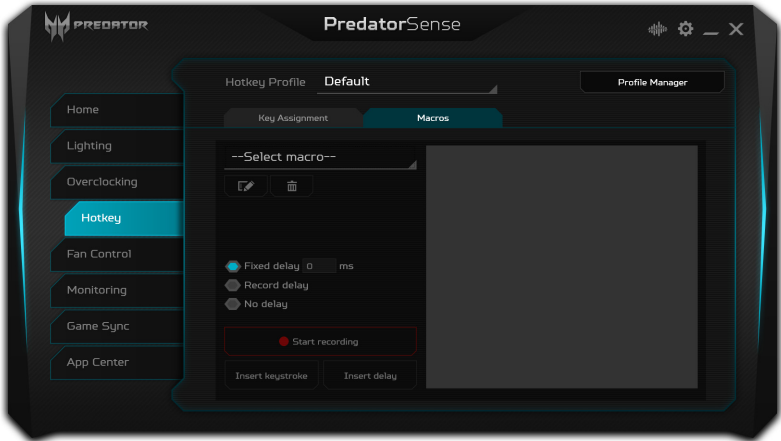 PREDATOR
PredatorSense
Hotkey Profile Default
Profile Manager
Key Assignment
Macros
Home
Lighting
Overclocking
Hotkey
Fan Control
Monitoring
Game Sync
App Center
--Select macro--
Fixed delay 0 ms
Record delay
No delay
Start recording
Insert keystroke
Insert delay